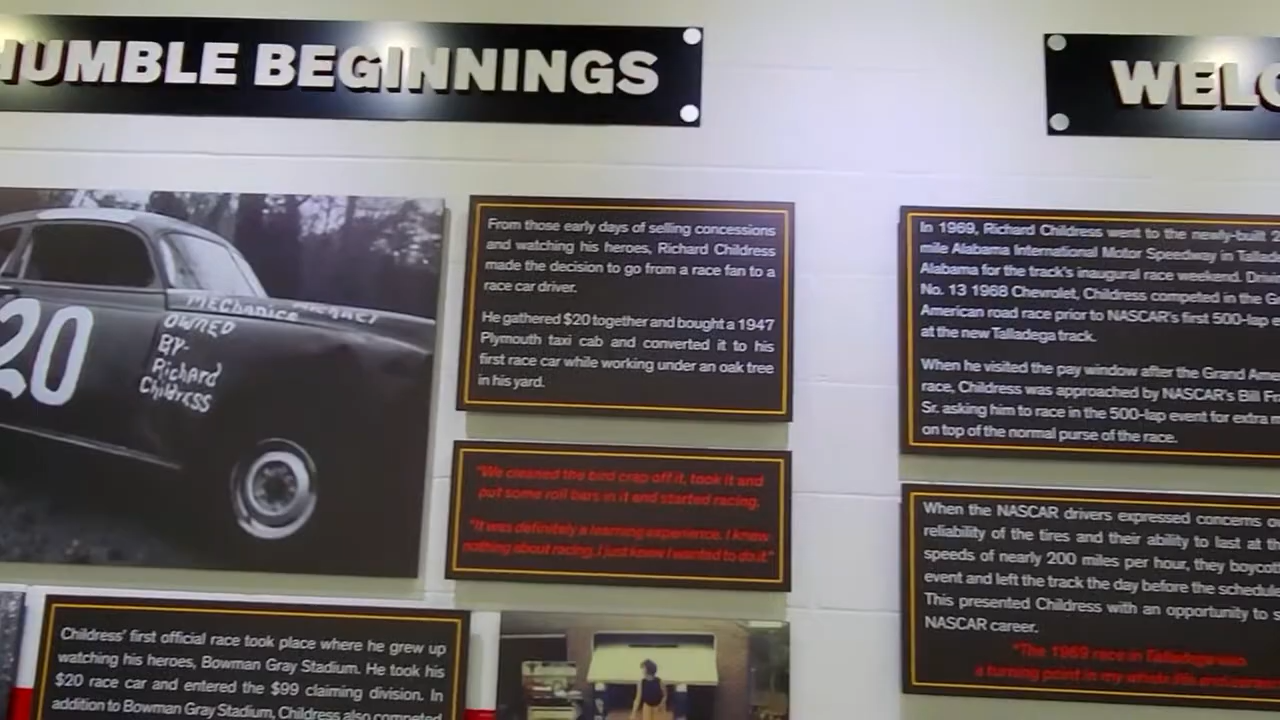 HUMBLE BEGINNINGS
20
MECHANICS
OWNED
BY-
Richard
Childress
From those early days of selling concessions
and watching his heroes, Richard Childress
made the decision to go from a race fan to a
race car driver.
He gathered $20 together and bought a 1947
Plymouth taxi cab and converted it to his
first race car while working under an oak tree
in his yard.
"We cleaned the bird crap off it, took it and
put some roll bars in it and started racing.
"It was definitely a learning experience. I knew
nothing about racing, I just knew I wanted to do it."
Childress' first official race took place where he grew up
watching his heroes, Bowman Gray Stadium. He took his
$20 race car and entered the $99 claiming division. In
addition to Bowman Gray Stadium, Childress also competed
WELC
In 1969, Richard Childress went to the newly-built
mile Alabama International Motor Speedway in
Alabama for the track's inaugural race weekend.
No. 13 1968 Chevrolet, Childress competed in the
American road race prior to NASCAR's first 500-lap
at the new Talladega track.
When he visited the pay window after the Grand
race, Childress was approached by NASCAR's Bill
Sr. asking him to race in the 500-lap event for extra
on top of the normal purse of the race.
When the NASCAR drivers expressed concerns
reliability of the tires and their ability to last at
speeds of nearly 200 miles per hour, they
event and left the track the day before the
This presented Childress with an opportunity to
NASCAR career.
"The 1969 race in Talladega was
a turning point in my whole life and